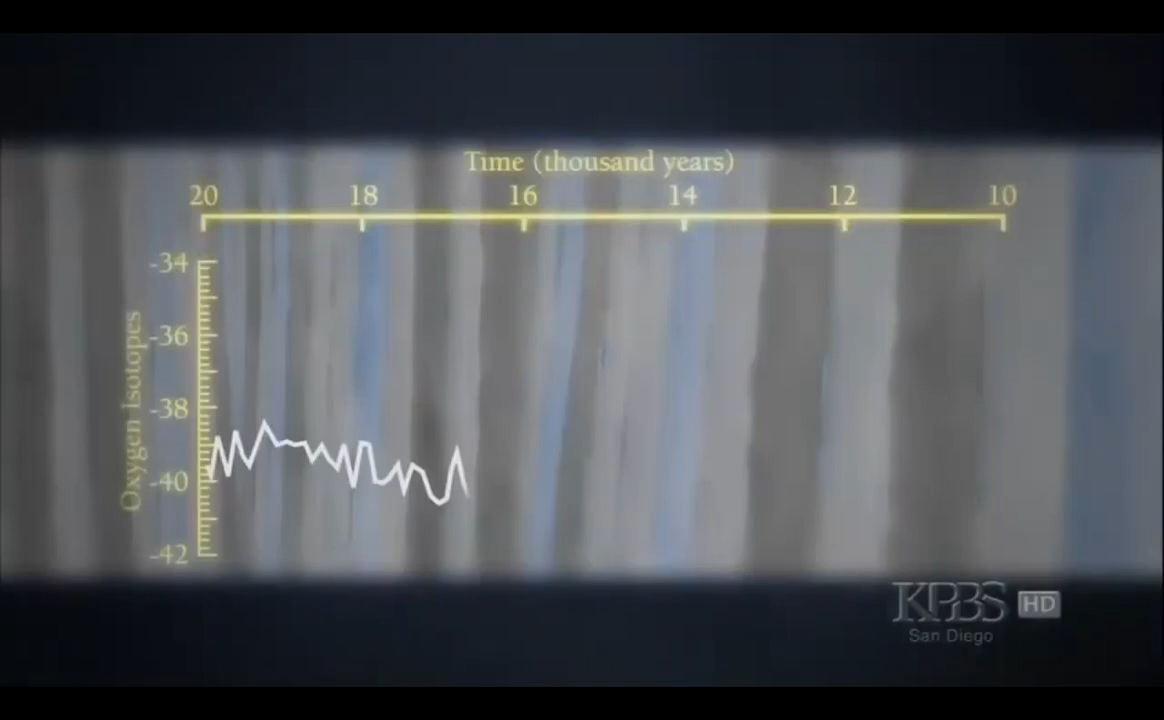 Time (thousand years)
20 18 16 14 12 10
-34
-36
-38
-40
-42
Oxygen Isotopes
KPBS HD
San Diego